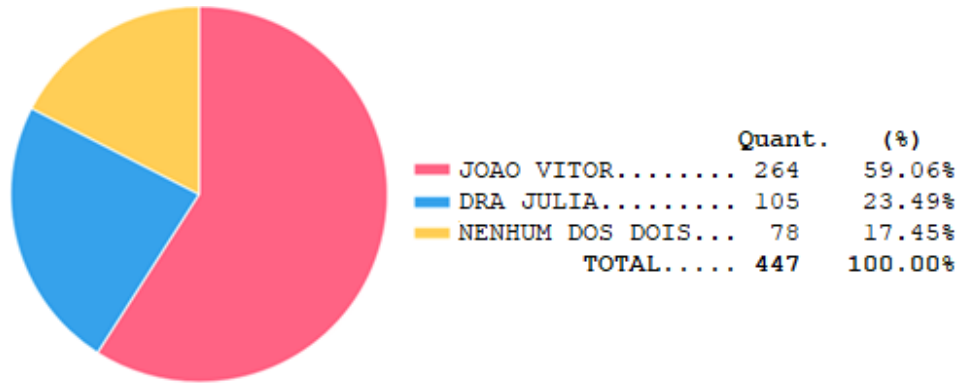 Quant. (%)
JOAO VITOR........ 264 59.06%
DRA JULIA......... 105 23.49%
NENHUM DOS DOIS... 78 17.45%
TOTAL..... 447 100.00%